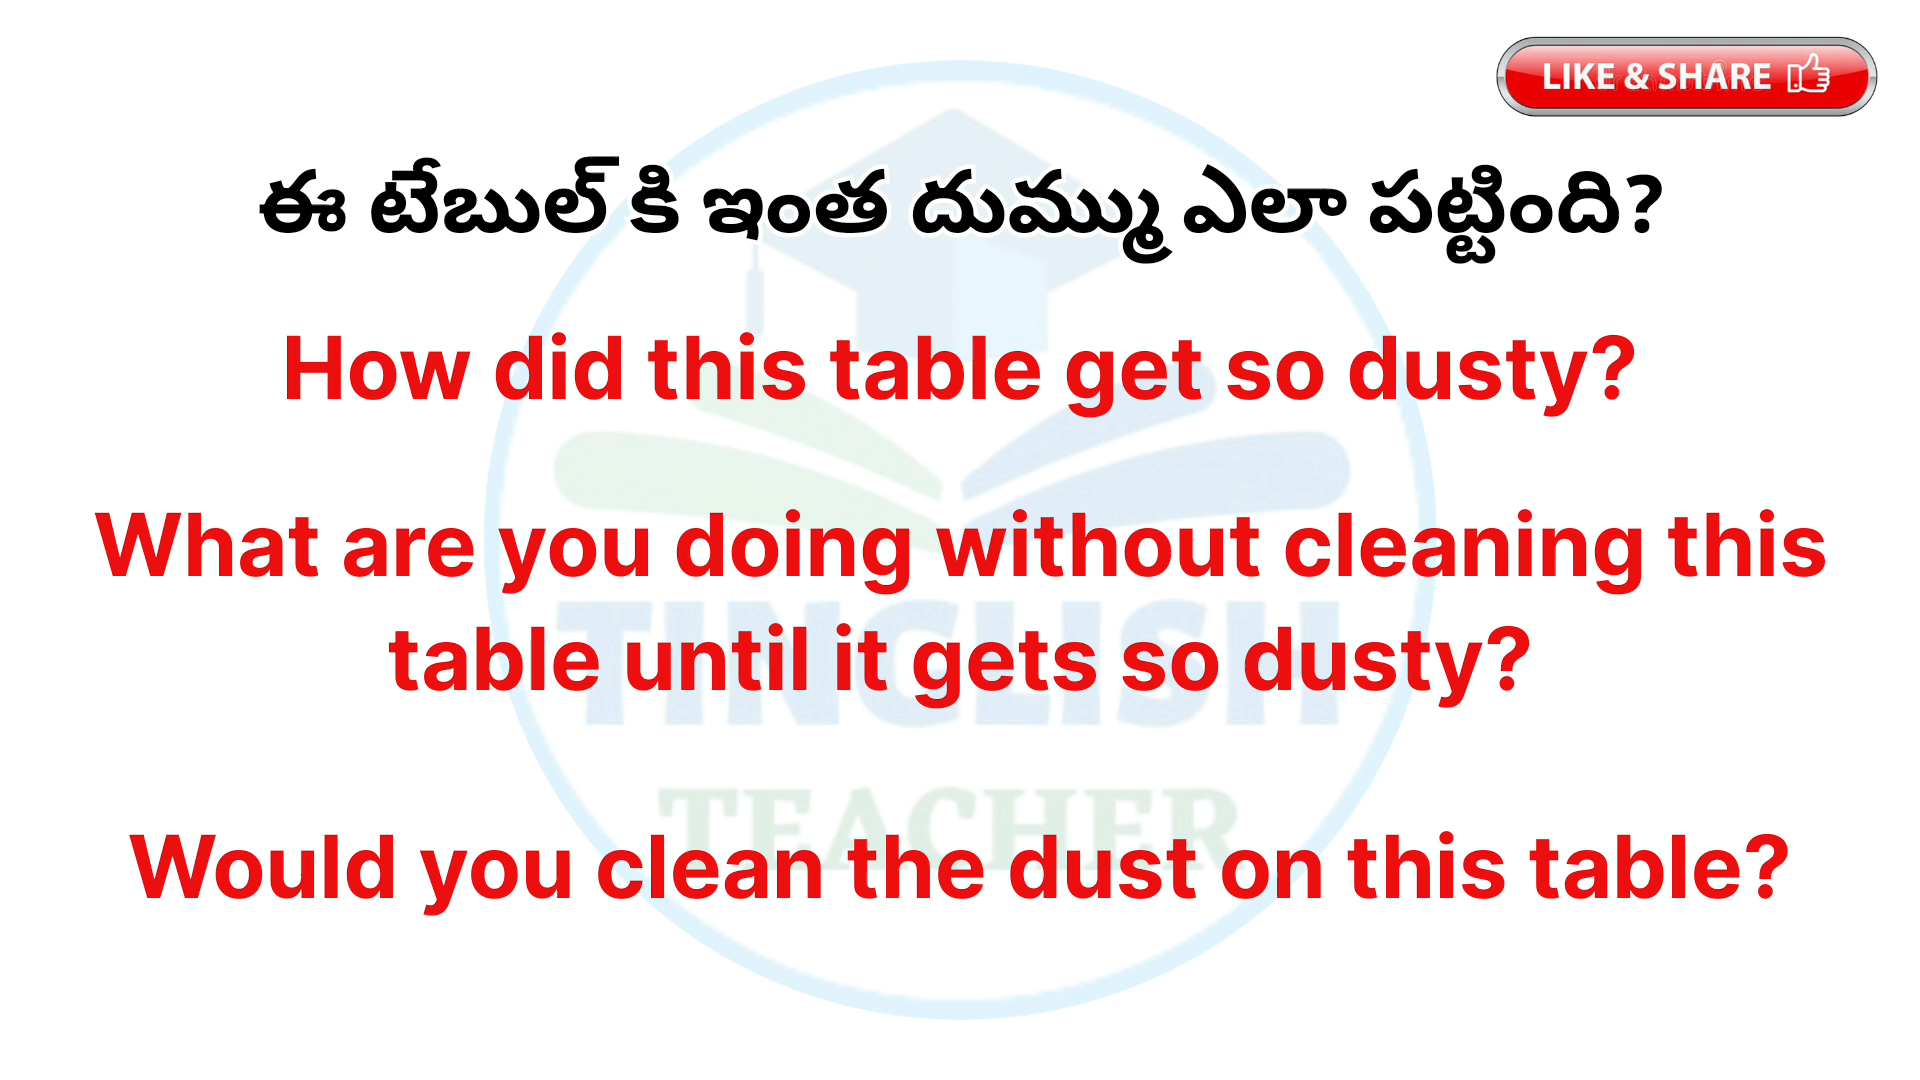 LIKE & SHARE
ఈ టేబుల్ కి ఇంత దుమ్ము ఎలా పట్టింది?
How did this table get so dusty?
What are you doing without cleaning this
table until it gets so dusty?
TINGLISH
TEACHER
Would you clean the dust on this table?